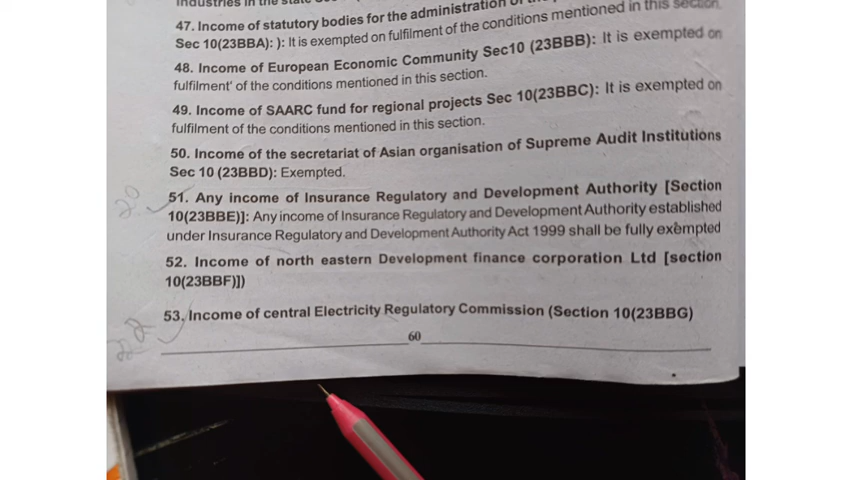 industries in the state
47. Income of statutory bodies for the administration of the
Sec 10(23BBA): ): It is exempted on fulfilment of the conditions mentioned in this section.
48. Income of European Economic Community Sec10 (23BBB): It is exempted on
fulfilment' of the conditions mentioned in this section.
49. Income of SAARC fund for regional projects Sec 10(23BBC): It is exempted on
fulfilment of the conditions mentioned in this section.
50. Income of the secretariat of Asian organisation of Supreme Audit Institutions
Sec 10 (23BBD): Exempted.
51. Any income of Insurance Regulatory and Development Authority [Section
10(23BBE)]: Any income of Insurance Regulatory and Development Authority established
under Insurance Regulatory and Development Authority Act 1999 shall be fully exempted
52. Income of north eastern Development finance corporation Ltd [section
10(23BBF)])
53. Income of central Electricity Regulatory Commission (Section 10(23BBG)
60